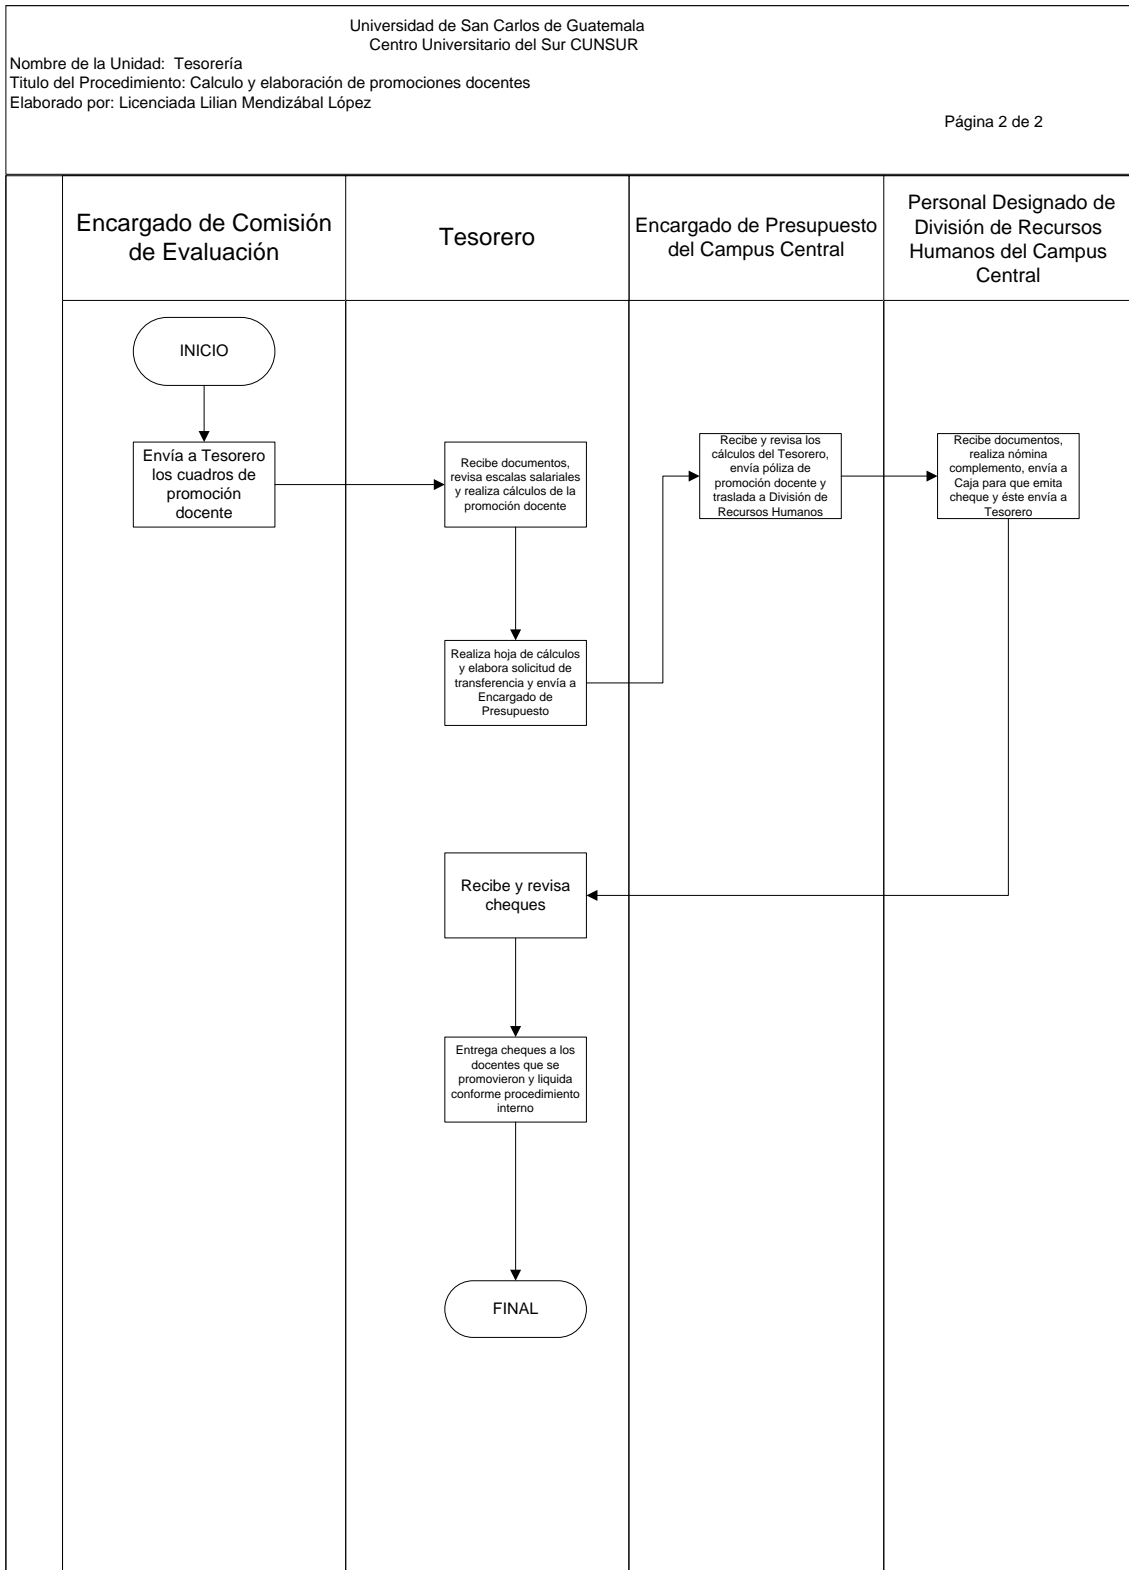 Universidad de San Carlos de Guatemala
Centro Universitario del Sur CUNSUR
Nombre de la Unidad:  Tesorería
Titulo del Procedimiento: Calculo y elaboración de promociones docentes
Elaborado por: Licenciada Lilian Mendizábal López
Página 2 de 2
Encargado de Comisión
de Evaluación
Tesorero
Encargado de Presupuesto
del Campus Central
Personal Designado de
División de Recursos
Humanos del Campus
Central
INICIO
Envía a Tesorero
los cuadros de
promoción
docente
Recibe documentos,
revisa escalas salariales
y realiza cálculos de la
promoción docente
Recibe y revisa los
cálculos del Tesorero,
envía póliza de
promoción docente y
traslada a División de
Recursos Humanos
Recibe documentos,
realiza nómina
complemento, envía a
Caja para que emita
cheque y éste envía a
Tesorero
Realiza hoja de cálculos
y elabora solicitud de
transferencia y envía a
Encargado de
Presupuesto
Recibe y revisa
cheques
Entrega cheques a los
docentes que se
promovieron y liquida
conforme procedimiento
interno
FINAL